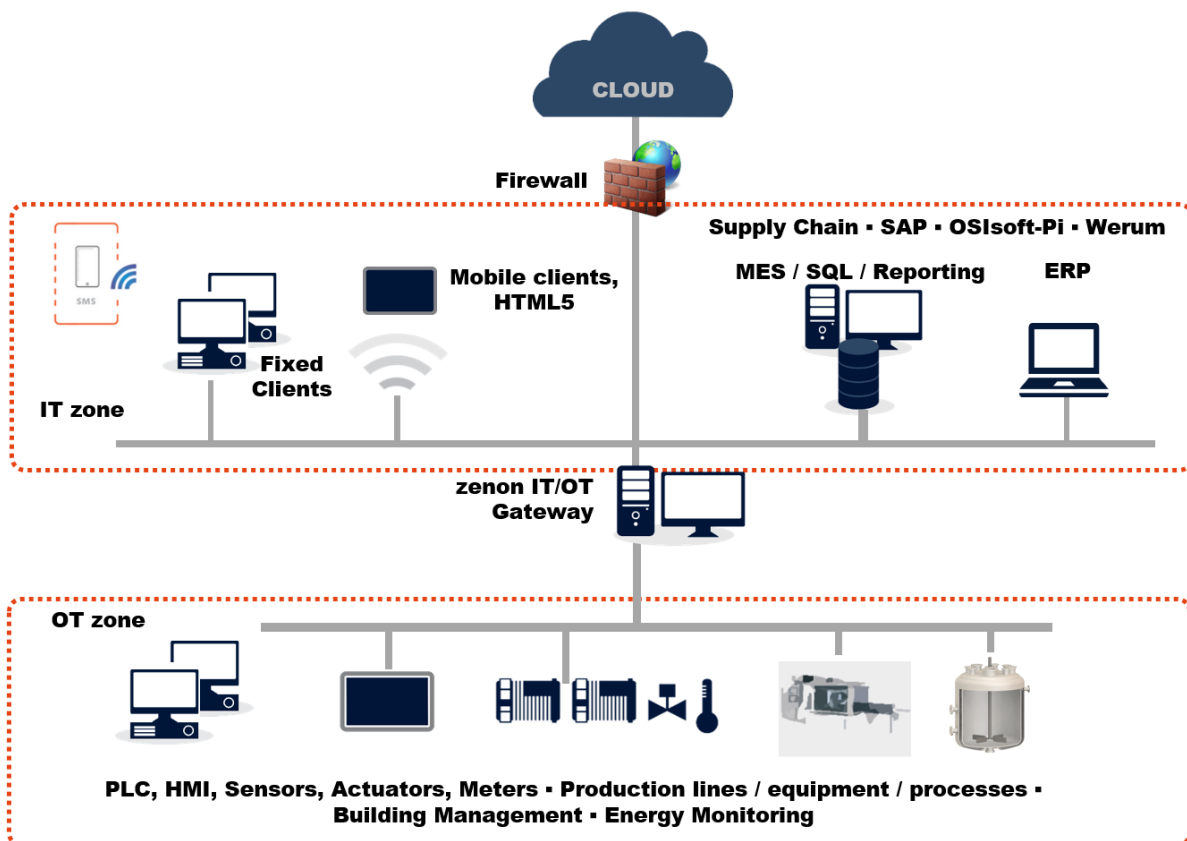 CLOUD
Firewall
Supply Chain ▪ SAP ▪ OSIsoft-Pi ▪ Werum
SMS
Mobile clients,
HTML5
MES / SQL / Reporting
ERP
Fixed
Clients
IT zone
zenon IT/OT
Gateway
OT zone
PLC, HMI, Sensors, Actuators, Meters ▪ Production lines / equipment / processes ▪
Building Management ▪ Energy Monitoring